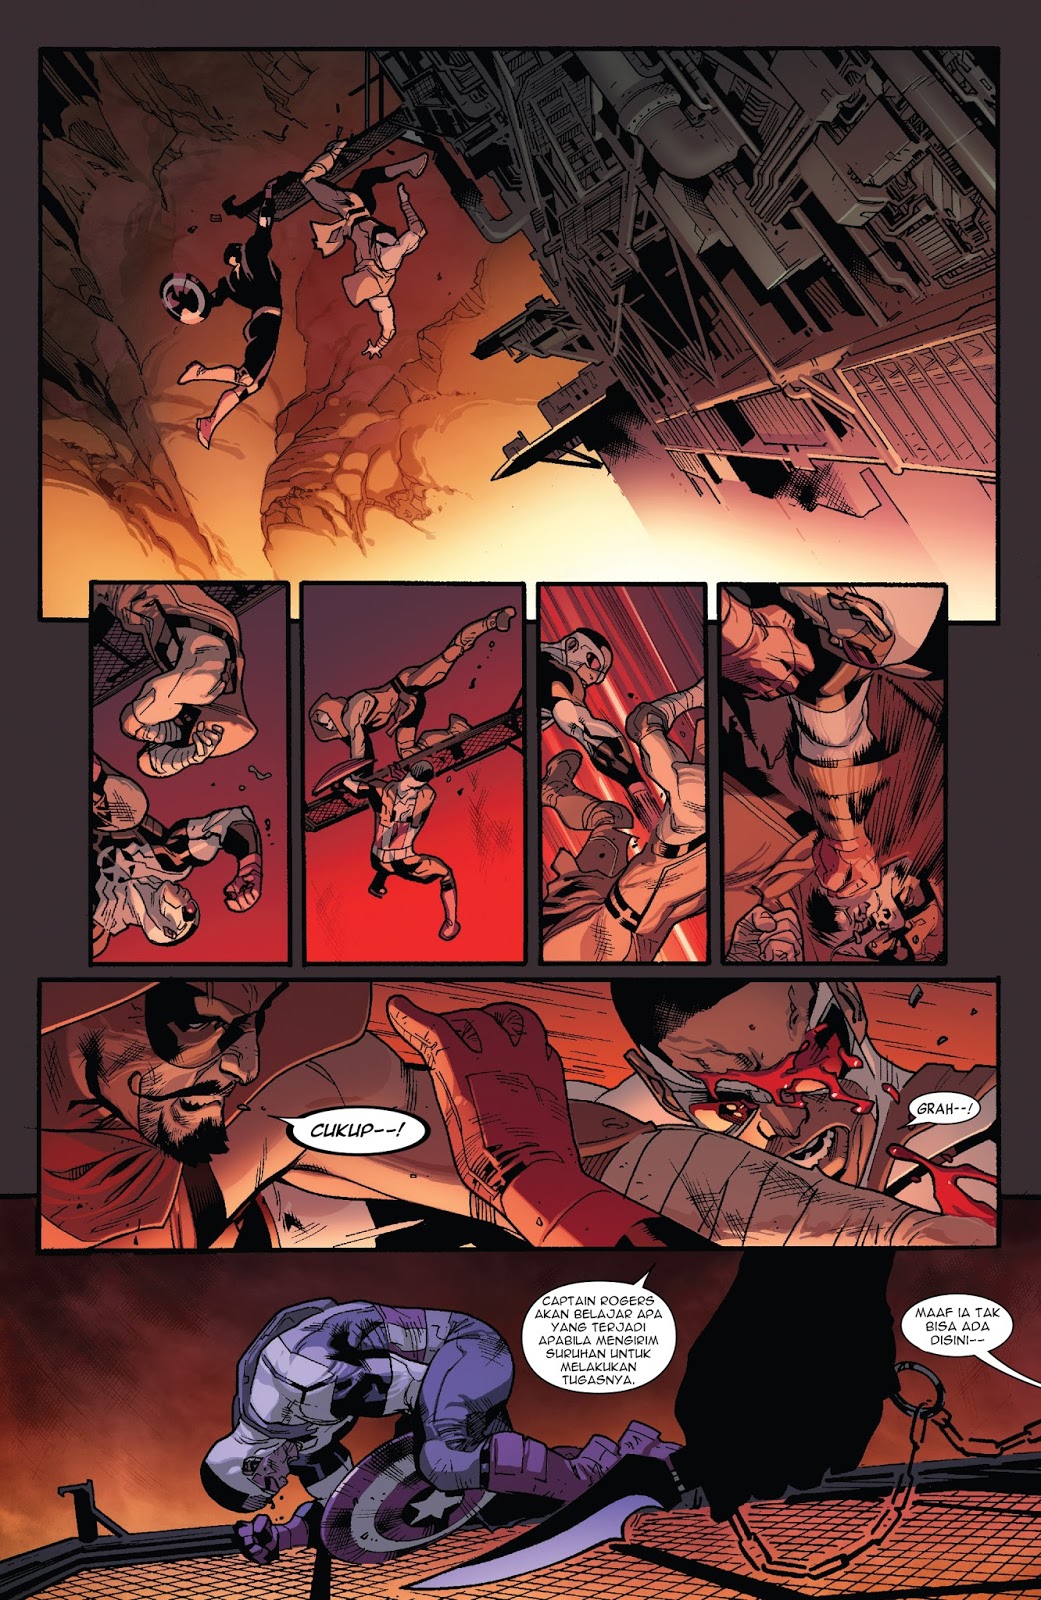 CUKUP--!
GRAH--!
CAPTAIN ROGERS
AKAN BELAJAR APA
YANG TERJADI
APABILA MENGIRIM
SURUHAN UNTUK
MELAKUKAN
TUGASNYA.
MAAF IA TAK
BISA ADA
DISINI--